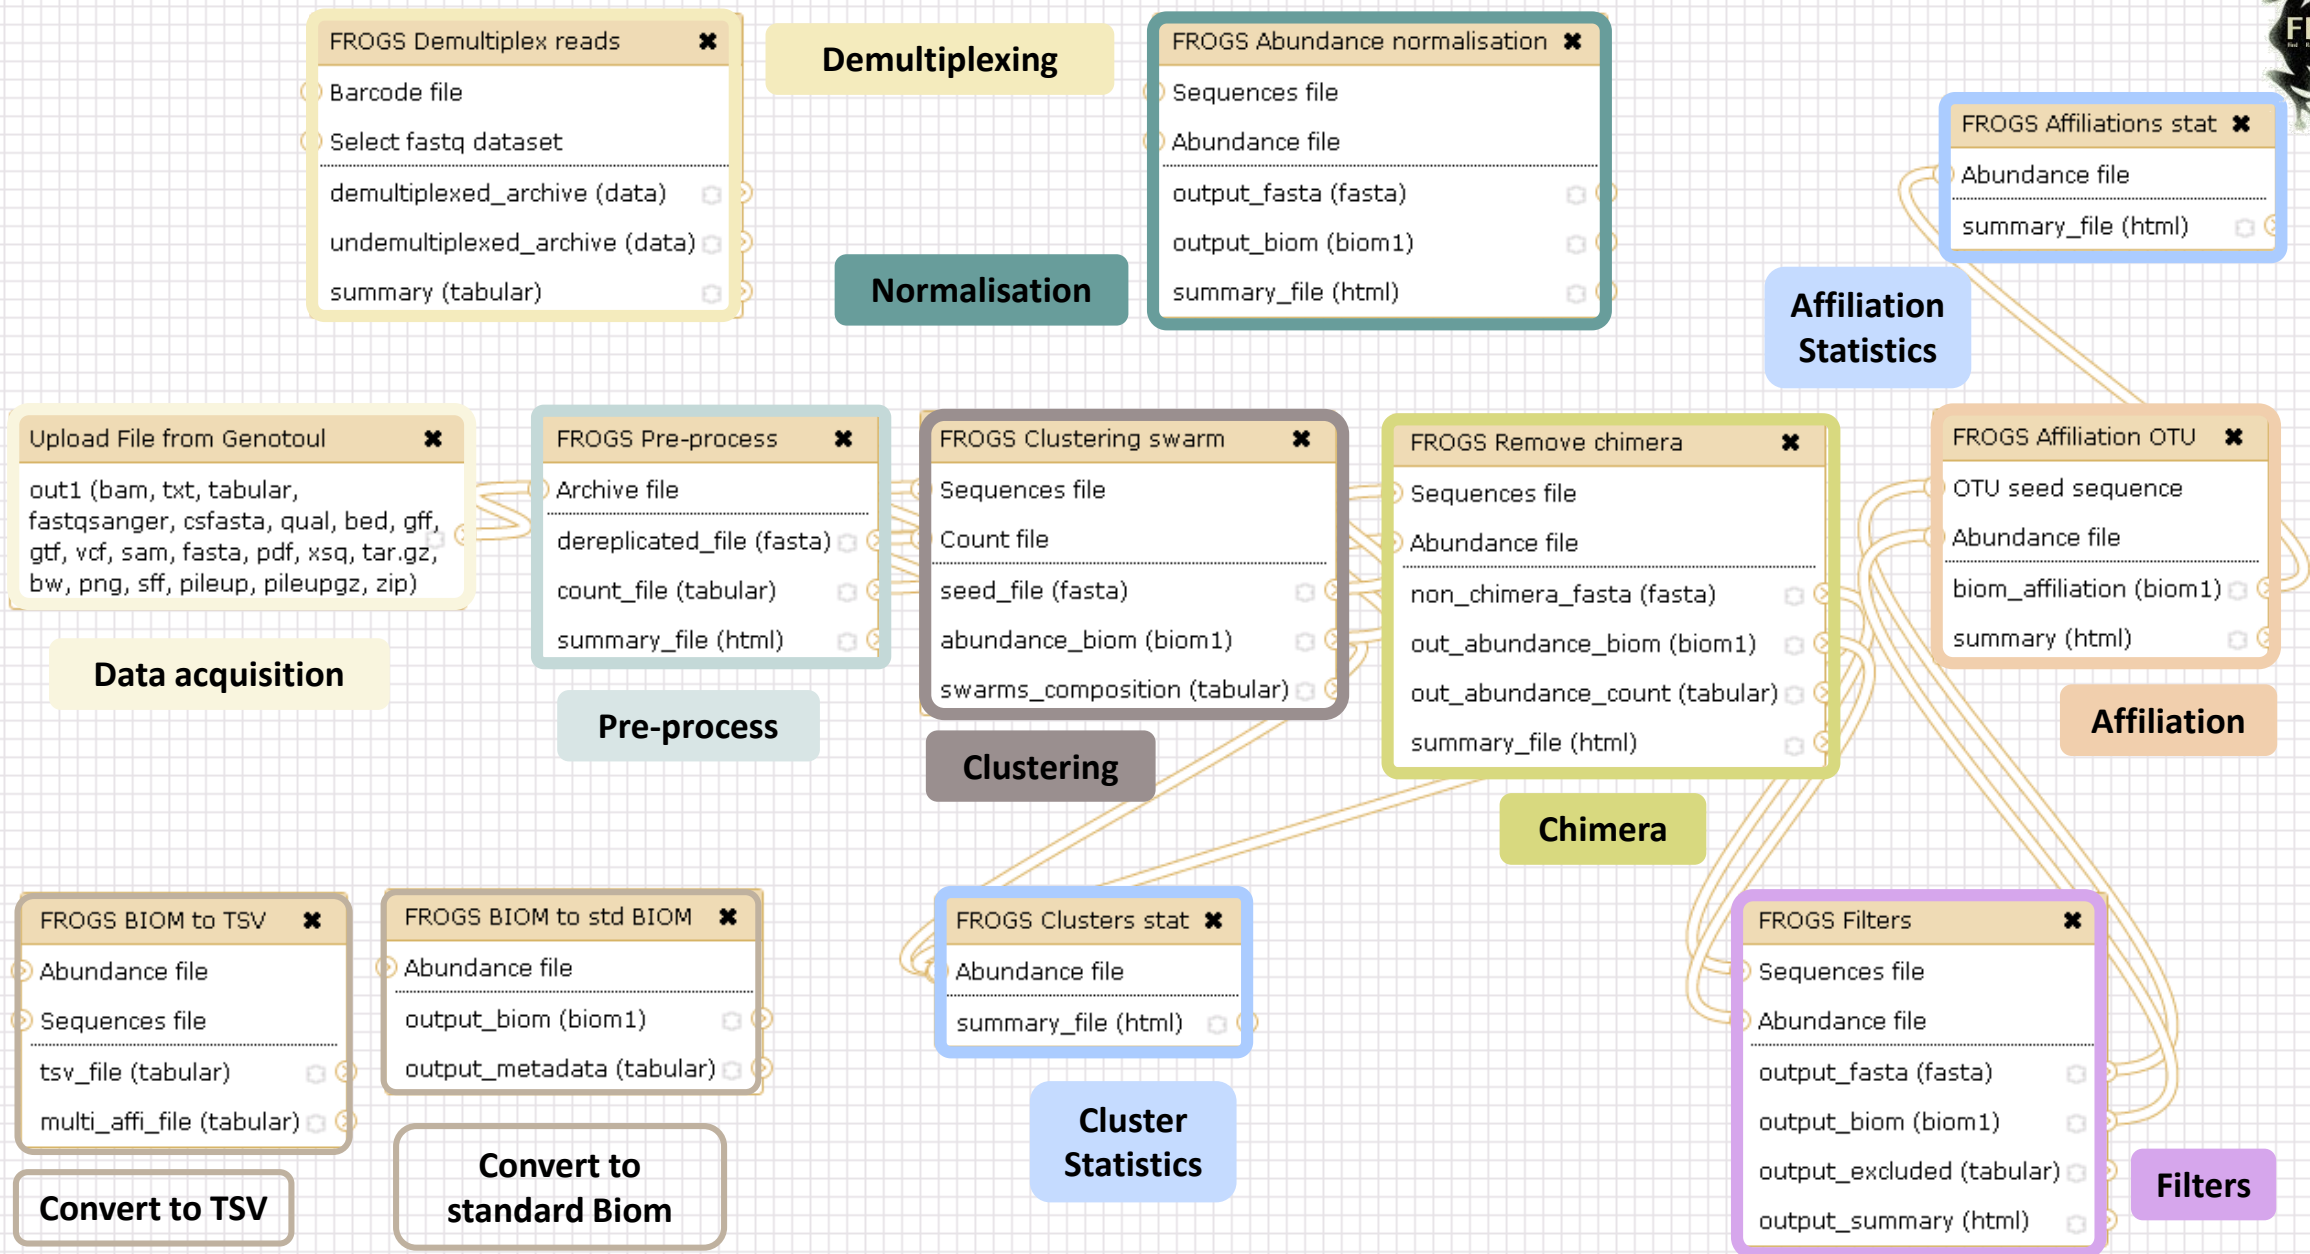 FROGS Demultiplex reads
Barcode file
Select fastq dataset
demultiplexed_archive (data)
undemultiplexed_archive (data)
summary (tabular)
Demultiplexing
FROGS Abundance normalisation
Sequences file
Abundance file
output_fasta (fasta)
output_biom (biom1)
summary_file (html)
Normalisation
FROGS Affiliations stat
Abundance file
summary_file (html)
Affiliation
Statistics
Upload File from Genotoul
out1 (bam, txt, tabular,
fastqsanger, csfasta, qual, bed, gff,
gtf, vcf, sam, fasta, pdf, xsq, tar.gz,
bw, png, sff, pileup, pileupgz, zip)
Data acquisition
FROGS Pre-process
Archive file
dereplicated_file (fasta)
count_file (tabular)
summary_file (html)
Pre-process
FROGS Clustering swarm
Sequences file
Count file
seed_file (fasta)
abundance_biom (biom1)
swarms_composition (tabular)
Clustering
FROGS Remove chimera
Sequences file
Abundance file
non_chimera_fasta (fasta)
out_abundance_biom (biom1)
out_abundance_count (tabular)
summary_file (html)
Chimera
FROGS Affiliation OTU
OTU seed sequence
Abundance file
biom_affiliation (biom1)
summary (html)
Affiliation
FROGS BIOM to TSV
Abundance file
Sequences file
tsv_file (tabular)
multi_affi_file (tabular)
Convert to TSV
FROGS BIOM to std BIOM
Abundance file
output_biom (biom1)
output_metadata (tabular)
Convert to
standard Biom
FROGS Clusters stat
Abundance file
summary_file (html)
Cluster
Statistics
FROGS Filters
Sequences file
Abundance file
output_fasta (fasta)
output_biom (biom1)
output_excluded (tabular)
output_summary (html)
Filters